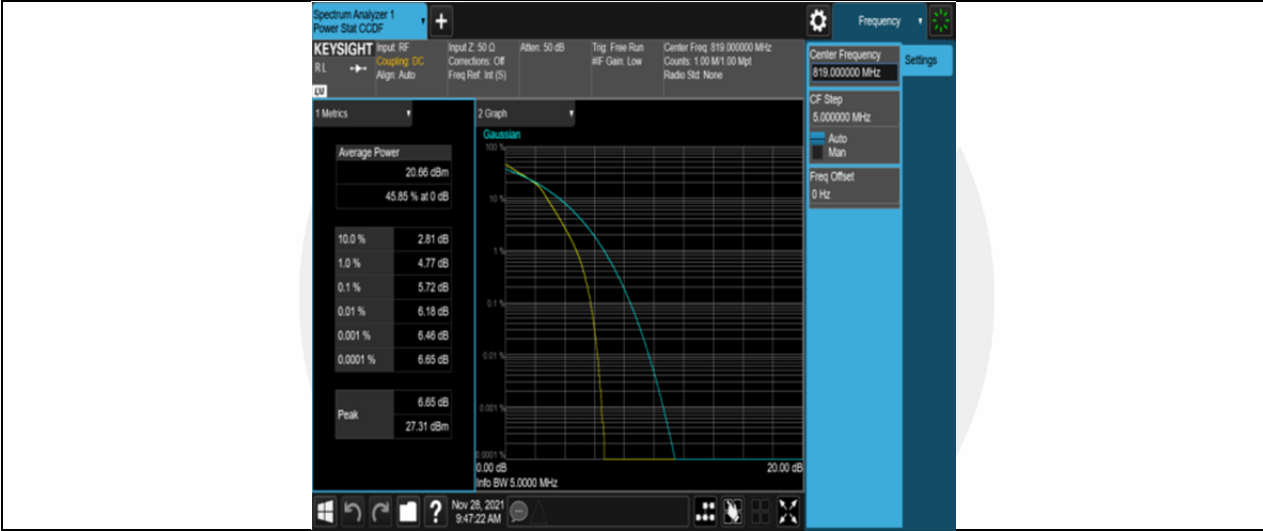 Spectrum Analyzer 1
Power Stat CCDF
+
Frequency
KEYSIGHT
RL
LV
Input: RF
Coupling: DC
Align: Auto
Input Z: 50 Ω
Corrections: Off
Freq Ref: Int (S)
Atten: 50 dB
Trig: Free Run
#IF Gain: Low
Center Freq: 819.000000 MHz
Counts: 1.00 M/1.00 Mpt
Radio Std: None
Center Frequency
819.000000 MHz
Settings
CF Step
5.000000 MHz
Auto
Man
Freq Offset
0 Hz
1 Metrics
Average Power
20.66 dBm
45.85 % at 0 dB
10.0 % 2.81 dB
1.0 % 4.77 dB
0.1 % 5.72 dB
0.01 % 6.18 dB
0.001 % 6.46 dB
0.0001 % 6.65 dB
Peak
6.65 dB
27.31 dBm
2 Graph
Gaussian
100 %
10 %
1 %
0.1 %
0.01 %
0.001 %
0.0001 %
0.00 dB 20.00 dB
Info BW 5.0000 MHz
?
Nov 28, 2021
9:47:22 AM